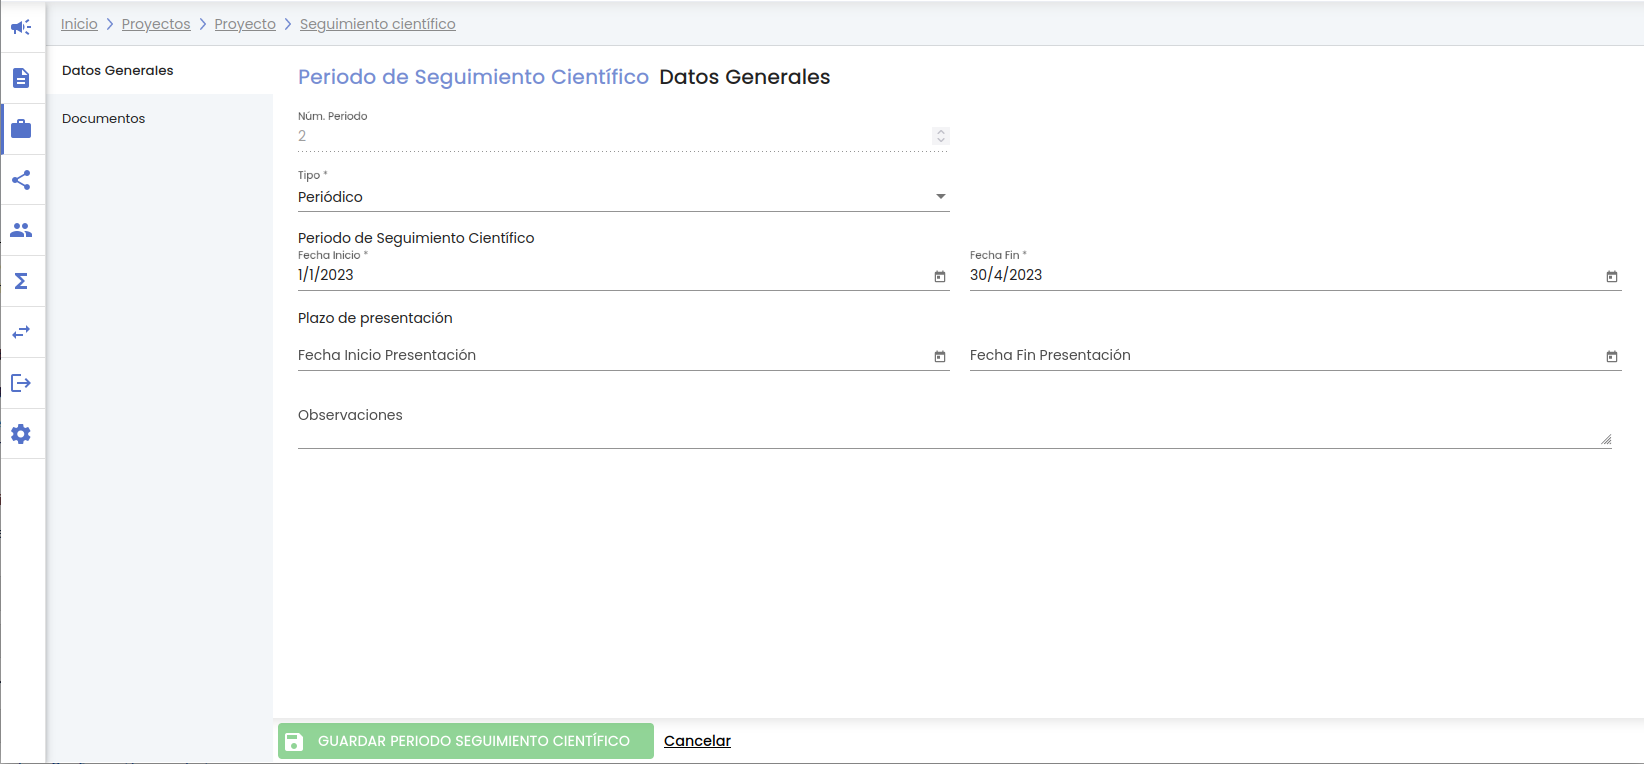 Inicio > Proyectos > Proyecto > Seguimiento científico
Datos Generales
Documentos
Periodo de Seguimiento Científico Datos Generales
Núm. Periodo
2
Tipo *
Periódico
Periodo de Seguimiento Científico
Fecha Inicio * Fecha Fin *
1/1/2023 30/4/2023
Plazo de presentación
Fecha Inicio Presentación Fecha Fin Presentación
Observaciones
GUARDAR PERIODO SEGUIMIENTO CIENTÍFICO Cancelar